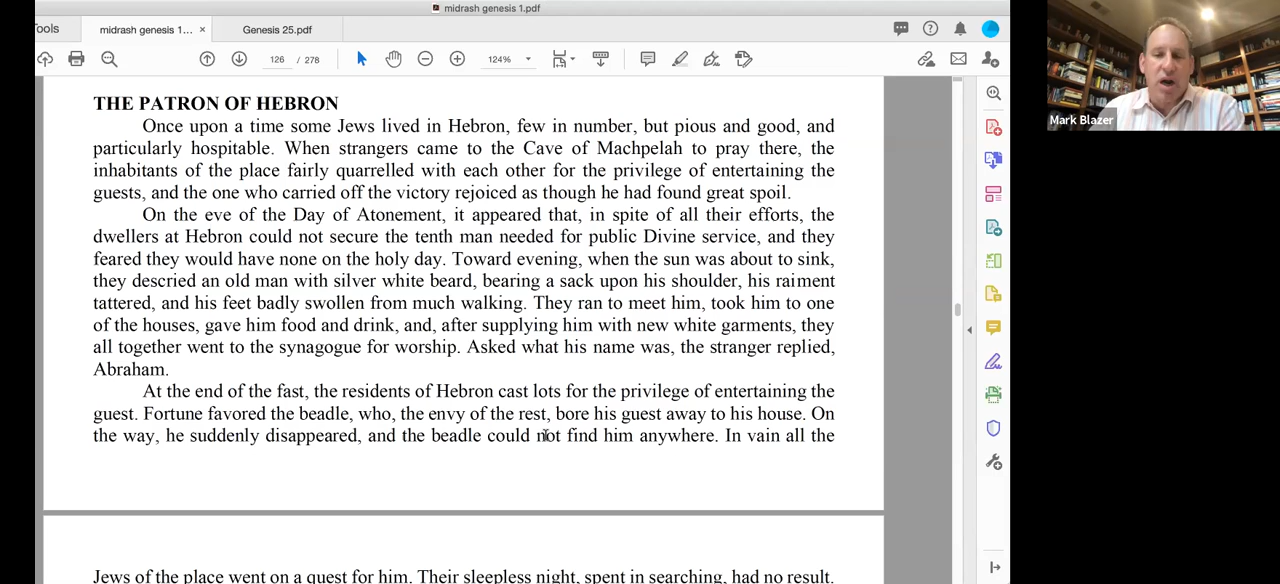 midrash genesis 1.pdf
ools
midrash genesis 1... ×
Genesis 25.pdf
126 / 278
124%
THE PATRON OF HEBRON
Once upon a time some Jews lived in Hebron, few in number, but pious and good, and
particularly hospitable. When strangers came to the Cave of Machpelah to pray there, the
inhabitants of the place fairly quarrelled with each other for the privilege of entertaining the
guests, and the one who carried off the victory rejoiced as though he had found great spoil.
On the eve of the Day of Atonement, it appeared that, in spite of all their efforts, the
dwellers at Hebron could not secure the tenth man needed for public Divine service, and they
feared they would have none on the holy day. Toward evening, when the sun was about to sink,
they descried an old man with silver white beard, bearing a sack upon his shoulder, his raiment
tattered, and his feet badly swollen from much walking. They ran to meet him, took him to one
of the houses, gave him food and drink, and, after supplying him with new white garments, they
all together went to the synagogue for worship. Asked what his name was, the stranger replied,
Abraham.
At the end of the fast, the residents of Hebron cast lots for the privilege of entertaining the
guest. Fortune favored the beadle, who, the envy of the rest, bore his guest away to his house. On
the way, he suddenly disappeared, and the beadle could not find him anywhere. In vain all the
Jews of the place went on a quest for him. Their sleepless night, spent in searching, had no result.
Mark Blazer